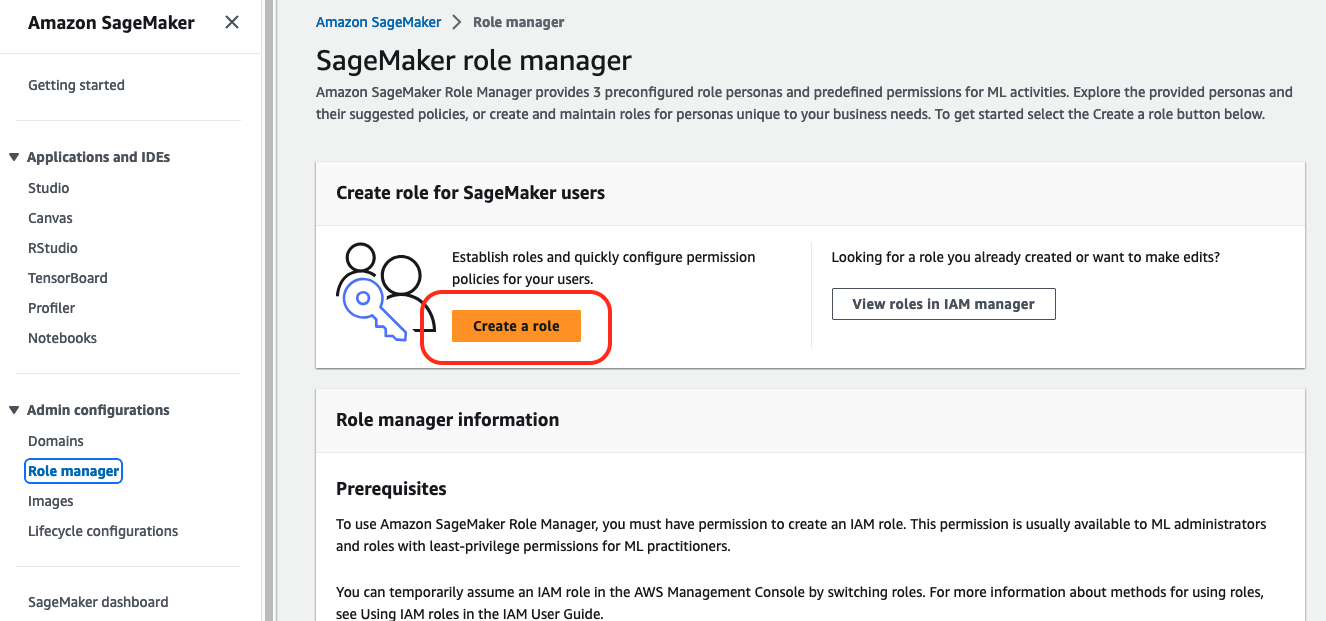 Amazon SageMaker
Getting started
Applications and IDEs
Studio
Canvas
RStudio
TensorBoard
Profiler
Notebooks
Admin configurations
Domains
Role manager
Images
Lifecycle configurations
SageMaker dashboard
Amazon SageMaker > Role manager
SageMaker role manager
Amazon SageMaker Role Manager provides 3 preconfigured role personas and predefined permissions for ML activities. Explore the provided personas and
their suggested policies, or create and maintain roles for personas unique to your business needs. To get started select the Create a role button below.
Create role for SageMaker users
Establish roles and quickly configure permission
policies for your users.
Create a role
Looking for a role you already created or want to make edits?
View roles in IAM manager
Role manager information
Prerequisites
To use Amazon SageMaker Role Manager, you must have permission to create an IAM role. This permission is usually available to ML administrators
and roles with least-privilege permissions for ML practitioners.
You can temporarily assume an IAM role in the AWS Management Console by switching roles. For more information about methods for using roles,
see Using IAM roles in the IAM User Guide.